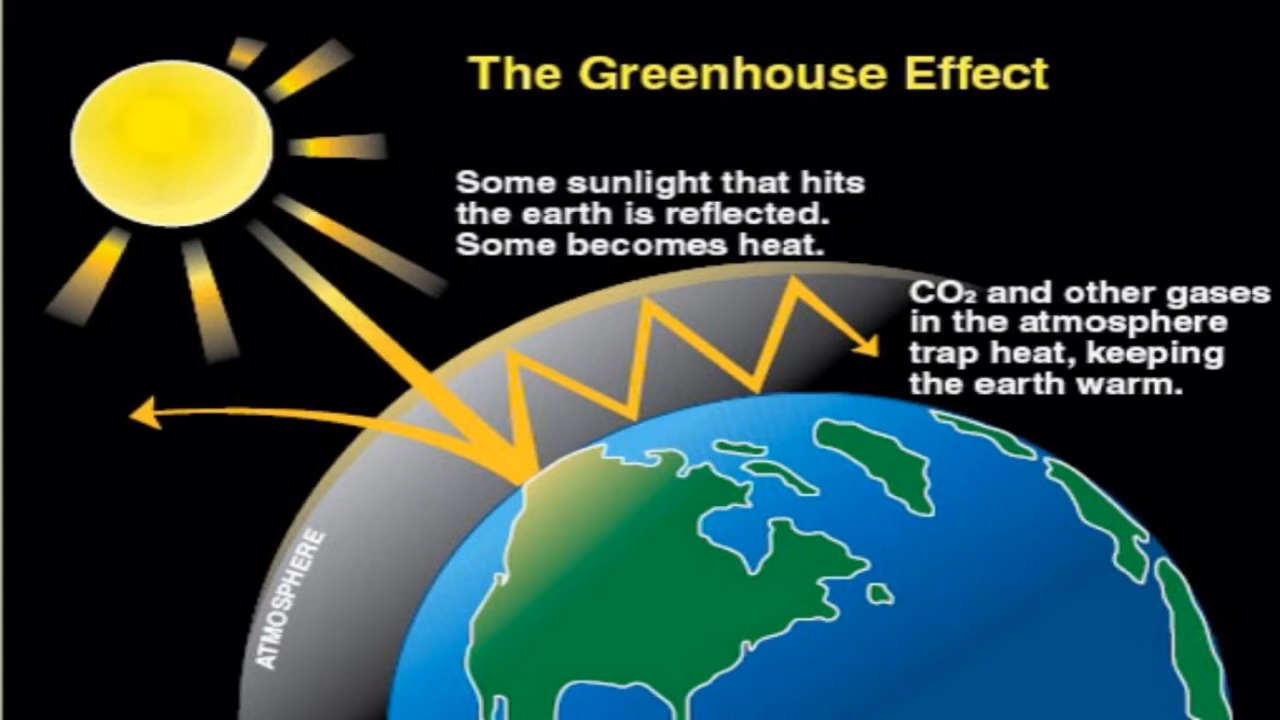 The Greenhouse Effect
Some sunlight that hits
the earth is reflected.
Some becomes heat.
CO₂ and other gases
in the atmosphere
trap heat, keeping
the earth warm.
ATMOSPHERE